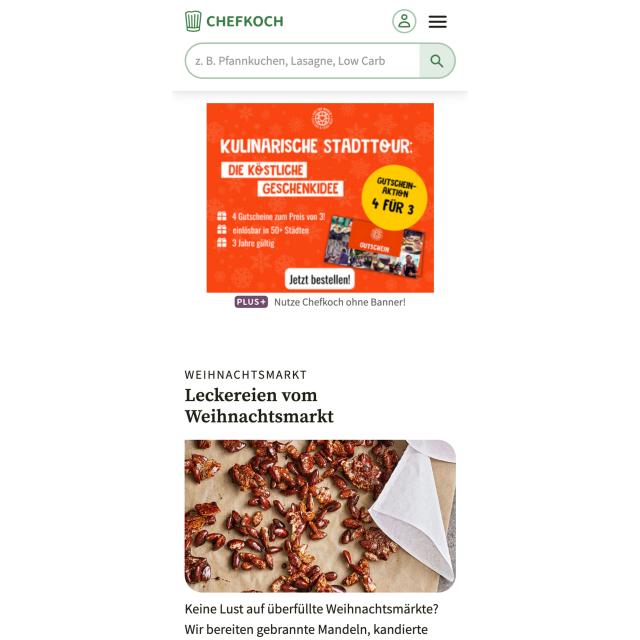 CHEFKOCH
z. B. Pfannkuchen, Lasagne, Low Carb
KULINARISCHE STADTTOUR:
DIE KÖSTLICHE
GESCHENKIDEE
GUTSCHEIN-
AKTION
4 FÜR 3
4 Gutscheine zum Preis von 3!
einlösbar in 50+ Städten
3 Jahre gültig
GUTSCHEIN
Jetzt bestellen!
PLUS+ Nutze Chefkoch ohne Banner!
WEIHNACHTSMARKT
Leckereien vom
Weihnachtsmarkt
Keine Lust auf überfüllte Weihnachtsmärkte?
Wir bereiten gebrannte Mandeln, kandierte